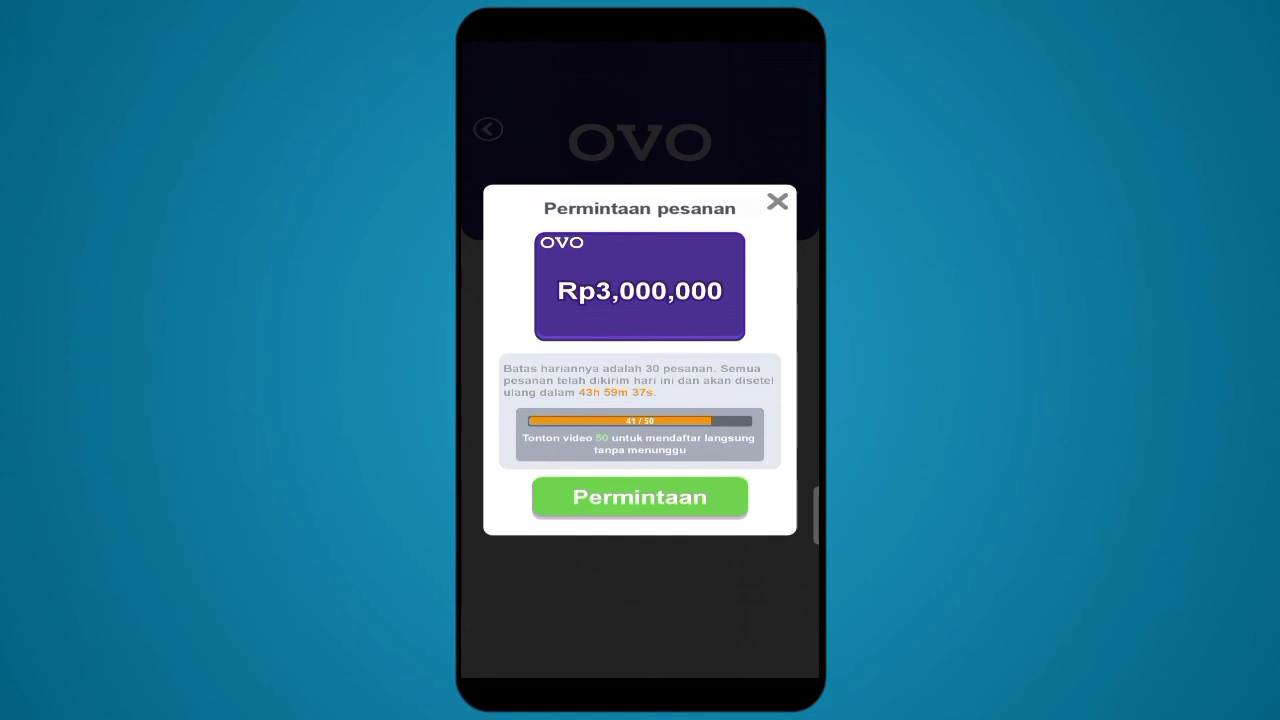 OVO
Permintaan pesanan
OVO
Rp3,000,000
Batas hariannya adalah 30 pesanan. Semua
pesanan telah dikirim hari ini dan akan disetel
ulang dalam 43h 59m 37s.
41 / 50
Tonton video 50 untuk mendaftar langsung
tanpa menunggu
Permintaan